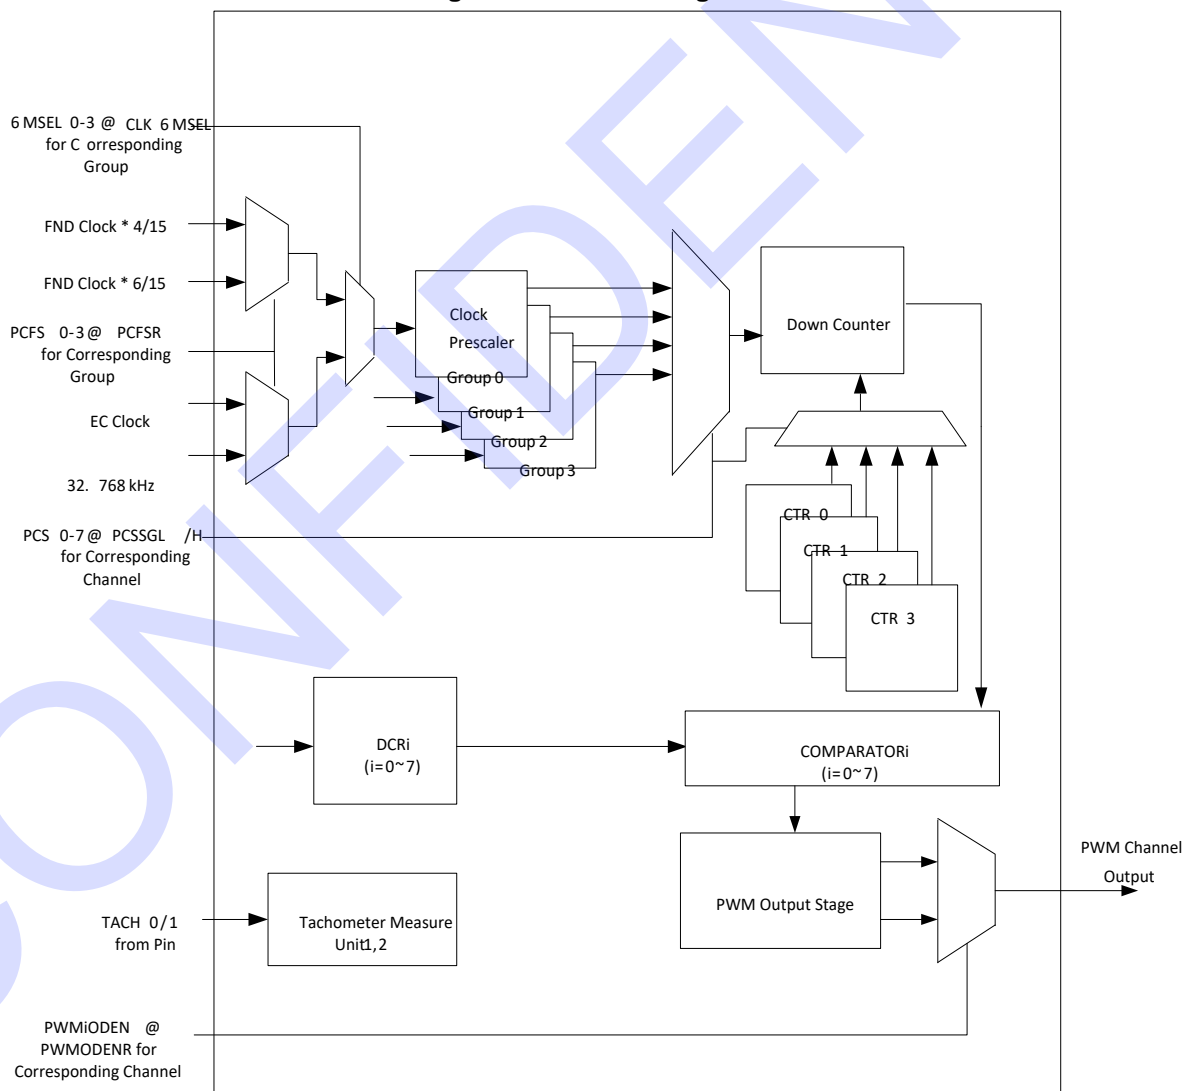 6 MSEL 0-3 @ CLK 6 MSEL
for C orresponding
Group
FND Clock * 4/15
FND Clock * 6/15
PCFS 0-3@ PCFSR
for Corresponding
Group
EC Clock
32. 768 kHz
PCS 0-7@ PCSSGL /H
for Corresponding
Channel
Clock
Prescaler
Group 0
Group 1
Group 2
Group 3
Down Counter
CTR 0
CTR 1
CTR 2
CTR 3
DCRi
(i=0~7)
COMPARATORi
(i=0~7)
PWM Output Stage
PWM Channel
Output
TACH 0/1
from Pin
Tachometer Measure
Unit1,2
PWMiODEN @
PWMODENR for
Corresponding Channel
CONFIDEN